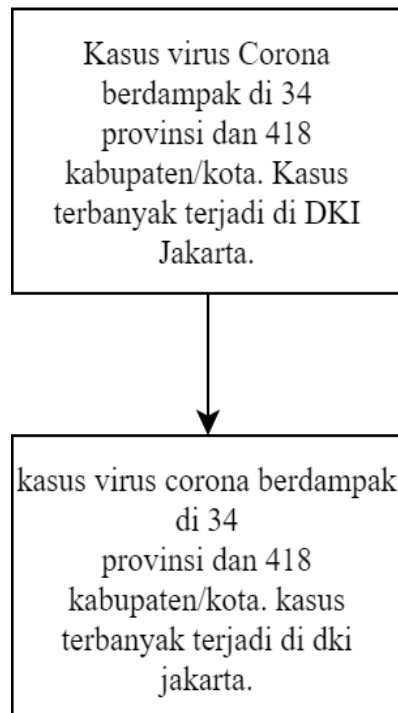 Kasus virus Corona
berdampak di 34
provinsi dan 418
kabupaten/kota. Kasus
terbanyak terjadi di DKI
Jakarta.
kasus virus corona berdampak
di 34
provinsi dan 418
kabupaten/kota. kasus
terbanyak terjadi di dki
jakarta.